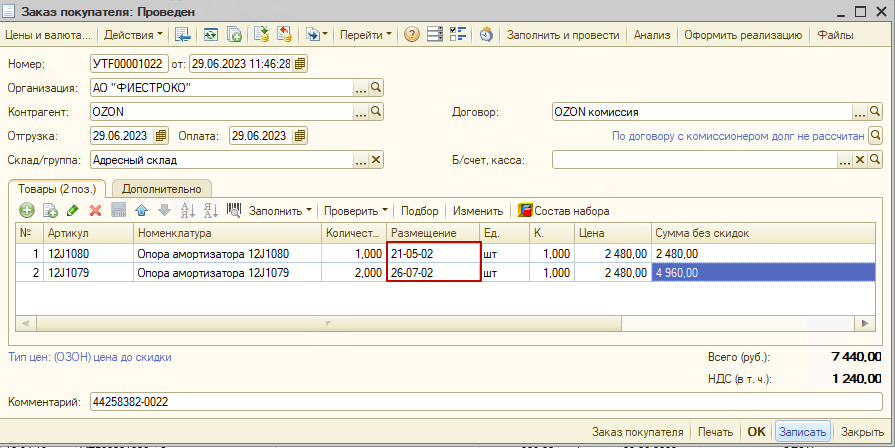 Заказ покупателя: Проведен
Цены и валюта... Действия Перейти Заполнить и провести Анализ Оформить реализацию Файлы
Номер: УТF00001022 от: 29.06.2023 11:46:28
Организация: АО "ФИЕСТРОКО" ...
Контрагент: OZON ... Договор: OZON комиссия ...
Отгрузка: 29.06.2023 Оплата: 29.06.2023 По договору с комиссионером долг не рассчитан
Склад/группа: Адресный склад ... Б/счет, касса: ...
Товары (2 поз.) Дополнительно
Заполнить Проверить Подбор Изменить Состав набора
№ Артикул Номенклатура Количест... Размещение Ед. К. Цена Сумма без скидок
1 12J1080 Опора амортизатора 12J1080 1,000 21-05-02 шт 1,000 2 480,00 2 480,00
2 12J1079 Опора амортизатора 12J1079 2,000 26-07-02 шт 1,000 2 480,00 4 960,00
Тип цен: (ОЗОН) цена до скидки Всего (руб.): 7 440,00
НДС (в т. ч.): 1 240,00
Комментарий: 44258382-0022
Заказ покупателя Печать OK Записать Закрыть